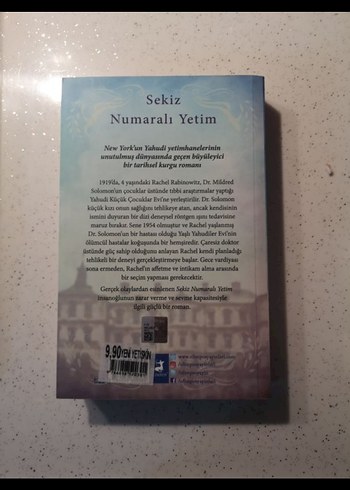 Sekiz
Numaralı Yetim
New York'un Yahudi yetimhanelerinin
unutulmuş dünyasında geçen büyüleyici
bir tarihsel kurgu romanı
1919'da, 4 yaşındaki Rachel Rabinowitz, Dr. Mildred
Solomon'un çocuklar üstünde tıbbi araştırmalar yaptığı
Yahudi Küçük Çocuklar Evi'ne yerleştirilir. Dr. Solomon
küçük kızı onun sağlığını tehlikeye atan, ancak kendisinin
ismini duyuran bir dizi deneysel röntgen ışını tedavisine
maruz bırakır. Sene 1954 olmuştur ve Rachel yaşlanmış
Dr. Solomon'un bir hastası olduğu Yaşlı Yahudiler Evi'nin
ölümcül hastalar koğuşunda bir hemşiredir. Çaresiz doktor
üstünde güç sahip olduğunu anlayan Rachel kendi planladığı
tehlikeli bir deneyi gerçekleştirmeye başlar. Gece vardiyası
sona ermeden, Rachel'ın affetme ve intikam alma arasında
bir seçim yapması gerekecektir.
Gerçek olaylardan esinlenen Sekiz Numaralı Yetim
insanoğlunun zarar verme ve sevme kapasitesiyle
ilgili güçlü bir roman.
9.90 YENİ YETİŞKİN